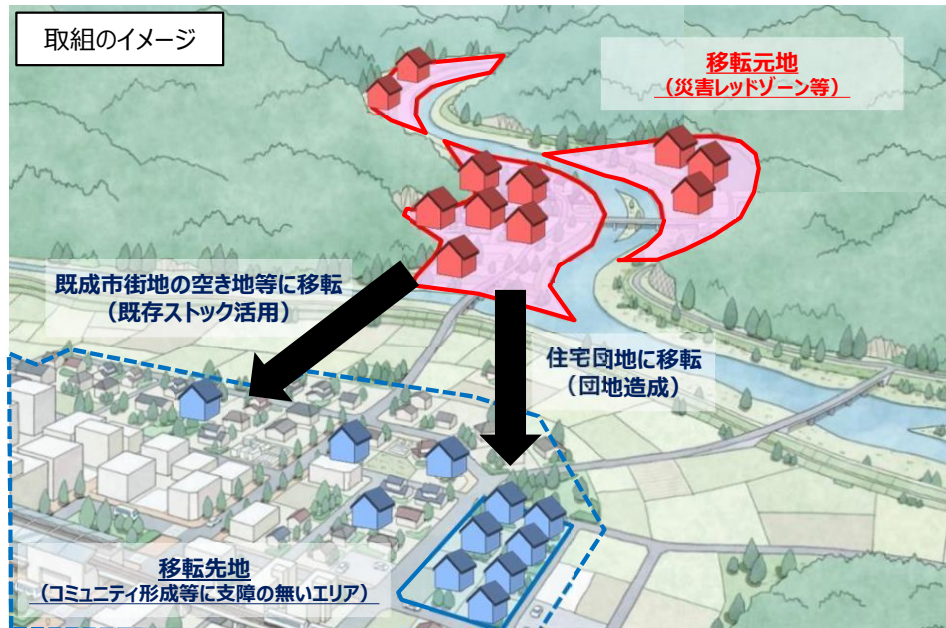 取組のイメージ
移転元地
（災害レッドゾーン等）
既成市街地の空き地等に移転
（既存ストック活用）
住宅団地に移転
（団地造成）
移転先地
（コミュニティ形成等に支障の無いエリア）